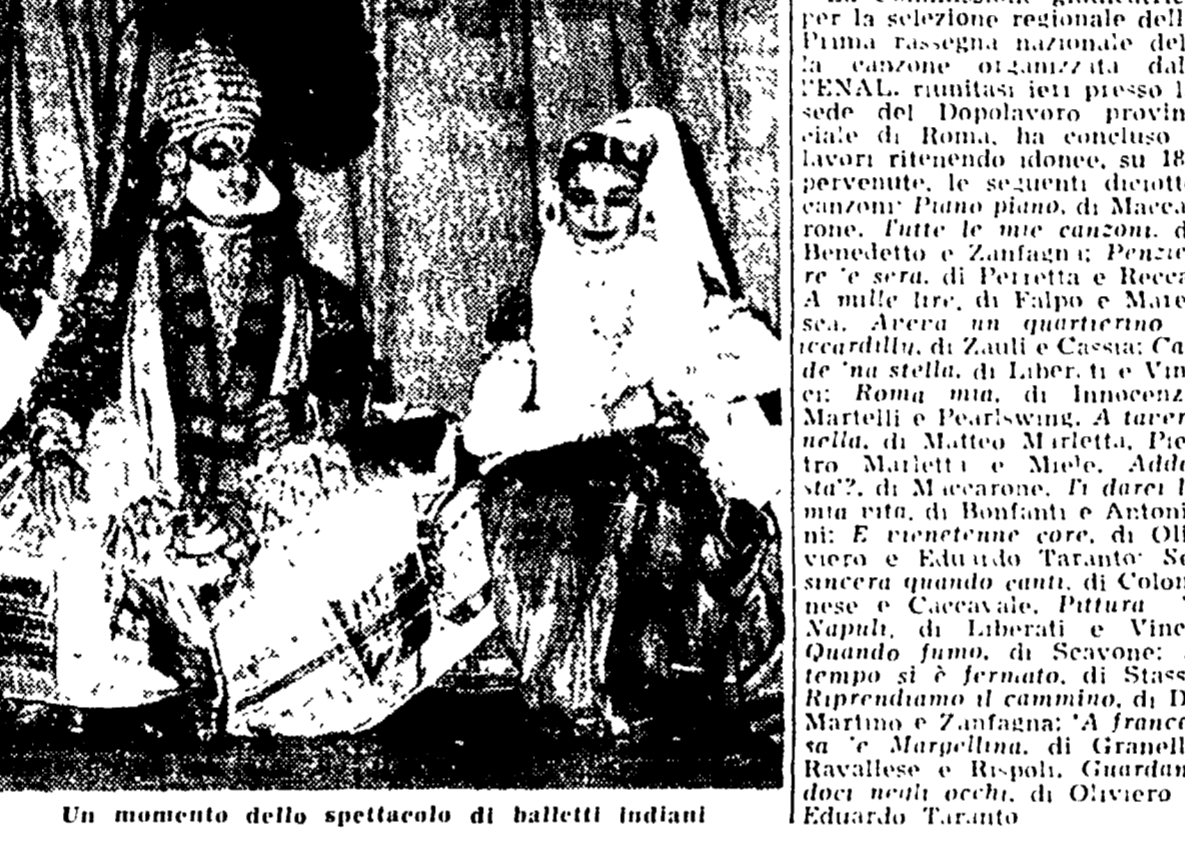 Un momento dello spettacolo di balletti indiani
per la selezione regionale dell
Prima rassegna nazionale del
la canzone organizzata dal
l'ENAL, riunitasi ieri presso l
sede del Dopolavoro provin
ciale di Roma, ha concluso
lavori ritenendo idonee, su 18
pervenute, le seguenti diciott
canzoni: Piano piano, di Macca
rone, Tutte le mie canzoni, d
Benedetto e Zanfagna; Penzie
re 'e sera, di Perretta e Recca
A mille lire, di Falpo e Mare
sca, Avera un quartierino
iccardilly, di Zauli e Cassia; Ca
de 'na stella, di Liberati e Vin
ci; Roma mia, di Innocenz
Martelli e Pearlswing, A taver
nella, di Matteo Marletta, Pie
tro Marletta e Miele, Addo
sta'?, di Maccarone, Ti darei l
mia vita, di Bonfanti e Antoni
ni; E vienetenne core, di Oli
viero e Eduardo Taranto; Se
sincera quando canti, di Colon
nese e Caccavale, Pittura
Napuli, di Liberati e Vinc
Quando fumo, di Scavone;
tempo si è fermato, di Stass
Riprendiamo il cammino, di D
Martino e Zanfagna; 'A france
sa 'e Margellina, di Granell
Ravallese e Rispoli, Guardan
doci negli occhi, di Oliviero
Eduardo Taranto